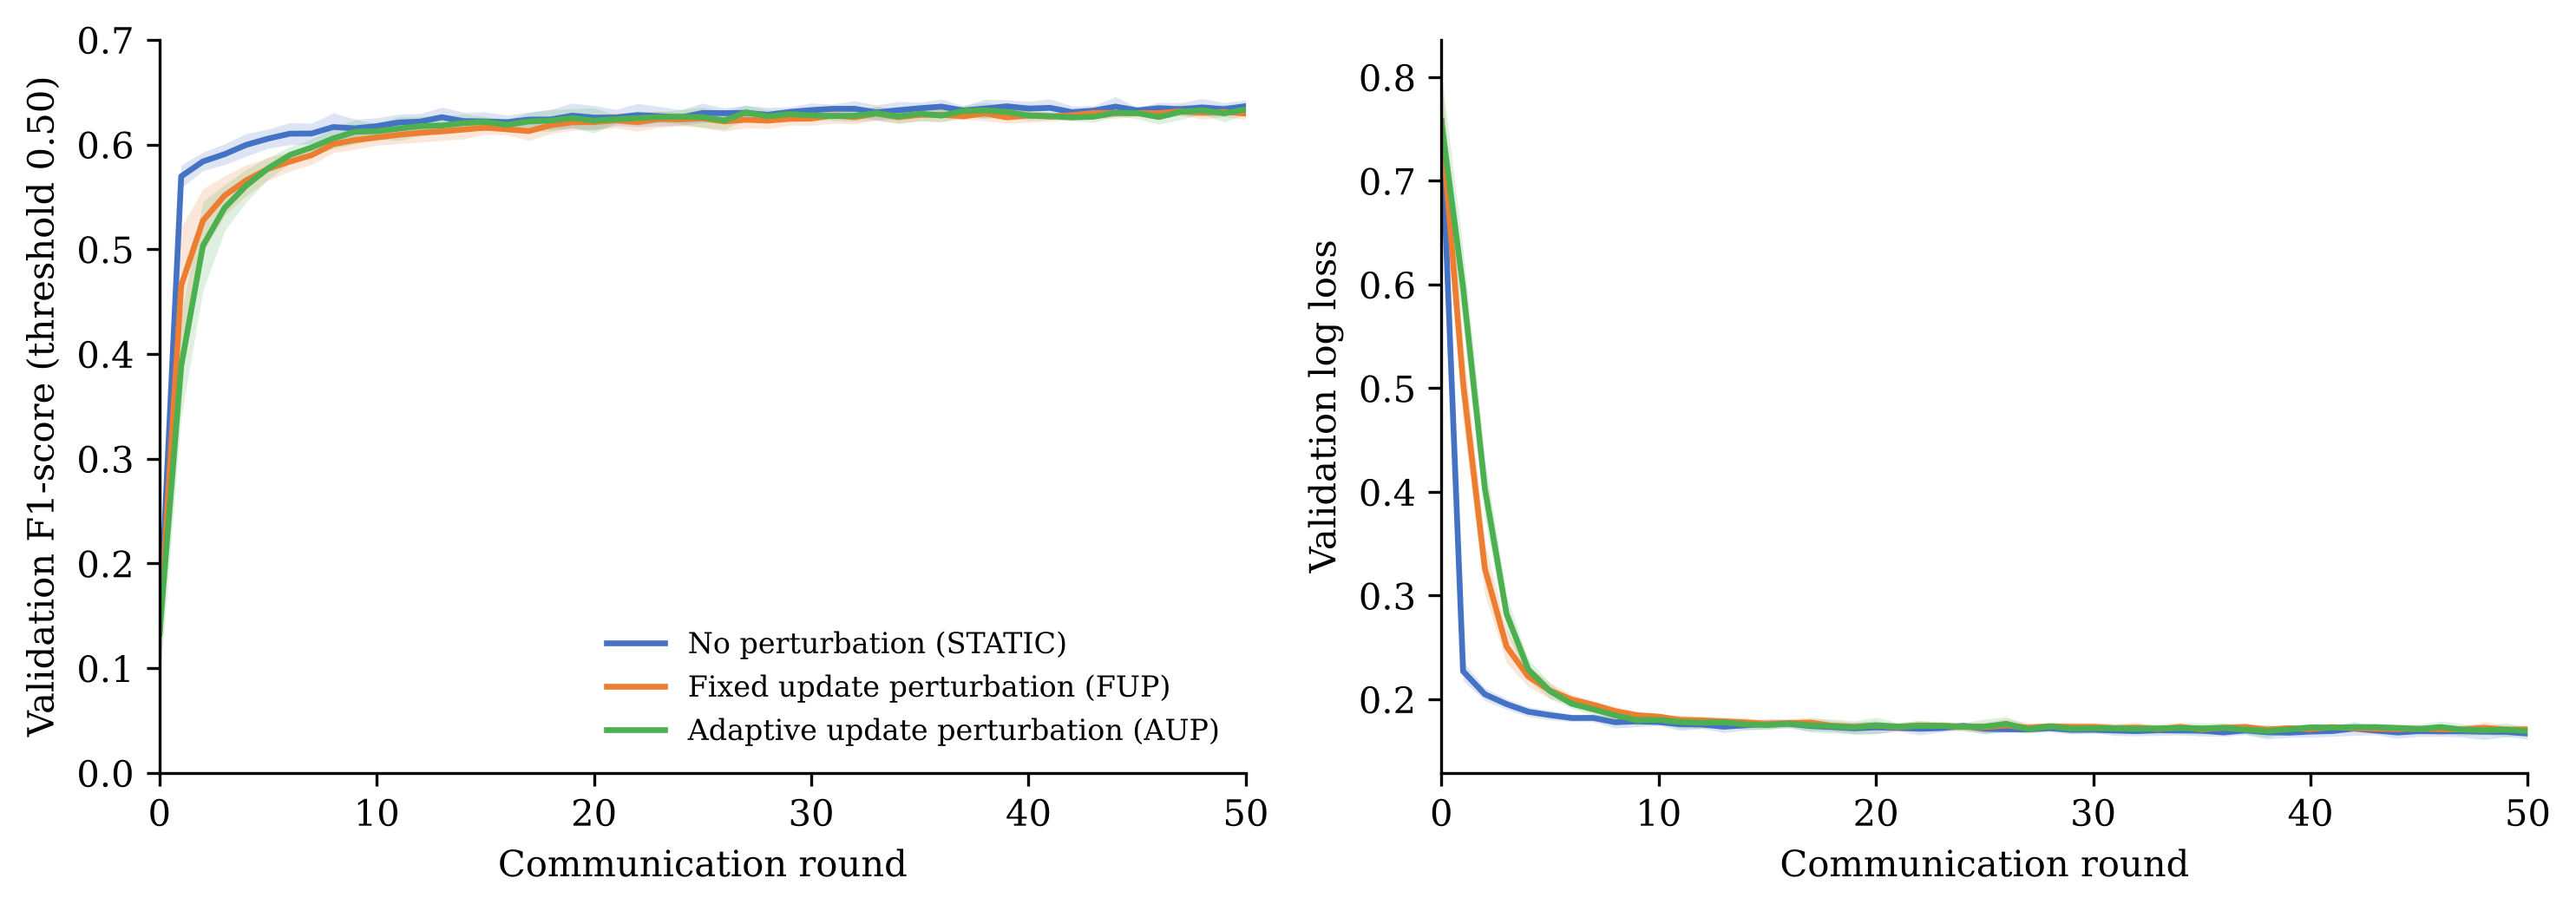 Validation F1-score (threshold 0.50)
0.7
0.6
0.5
0.4
0.3
0.2
0.1
0.0
No perturbation (STATIC)
Fixed update perturbation (FUP)
Adaptive update perturbation (AUP)
0 10 20 30 40 50
Communication round
Validation log loss
0.8
0.7
0.6
0.5
0.4
0.3
0.2
0 10 20 30 40 50
Communication round